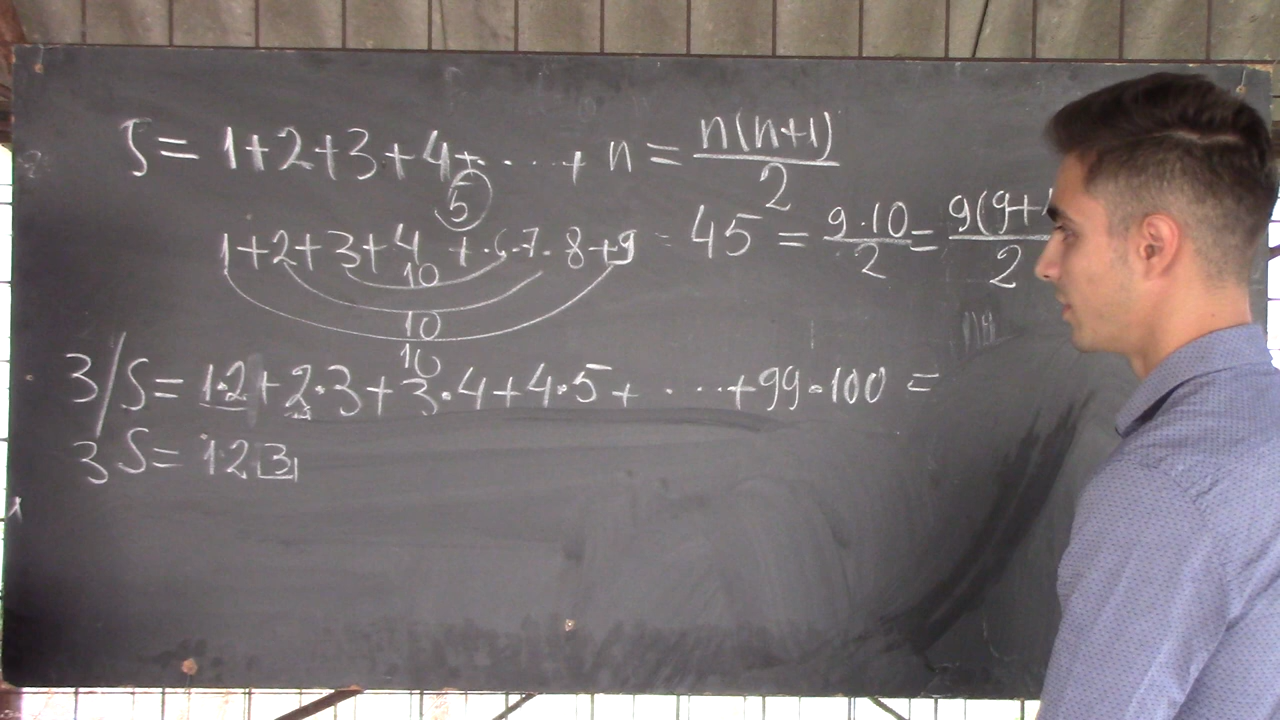 S = 1+2+3+4+ · · · · + n = n(n+1)/2
5
1+2+3+4 + · 6 · 7 · 8 + 9 = 45 = 9·10/2 = 9(9+1/2
10
10
10
3/S = 1·2 + 2·3 + 3·4 + 4·5 + · · · + 99·100 =
3 S = 1·2 3